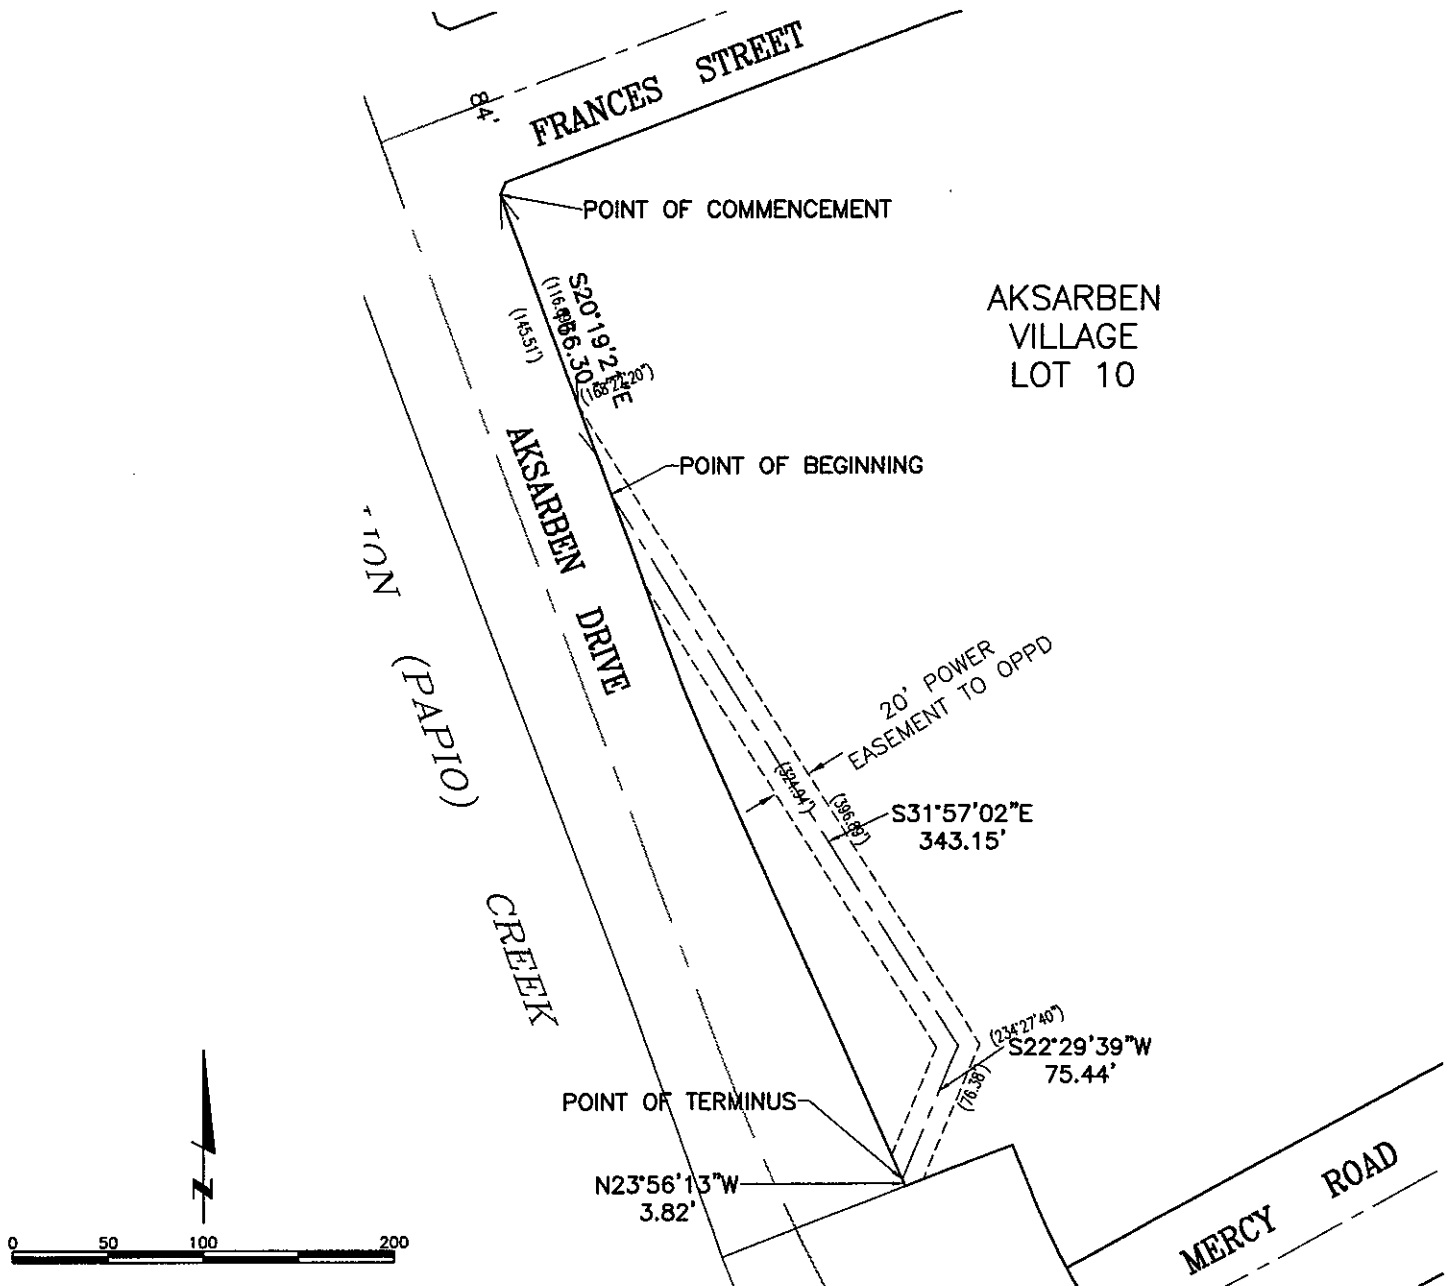 84'
FRANCES STREET
POINT OF COMMENCEMENT
AKSARBEN
VILLAGE
LOT 10
(145.51')
(168°22'20")
POINT OF BEGINNING
AKSARBEN DRIVE
(PAPIO)
CREEK
20' POWER
EASEMENT TO OPPD
(324.94')
(396.89')
S31°57'02"E
343.15'
(234°27'40")
S22°29'39"W
75.44'
(76.38')
POINT OF TERMINUS
N23°56'13"W
3.82'
MERCY ROAD
N
0 50 100 200